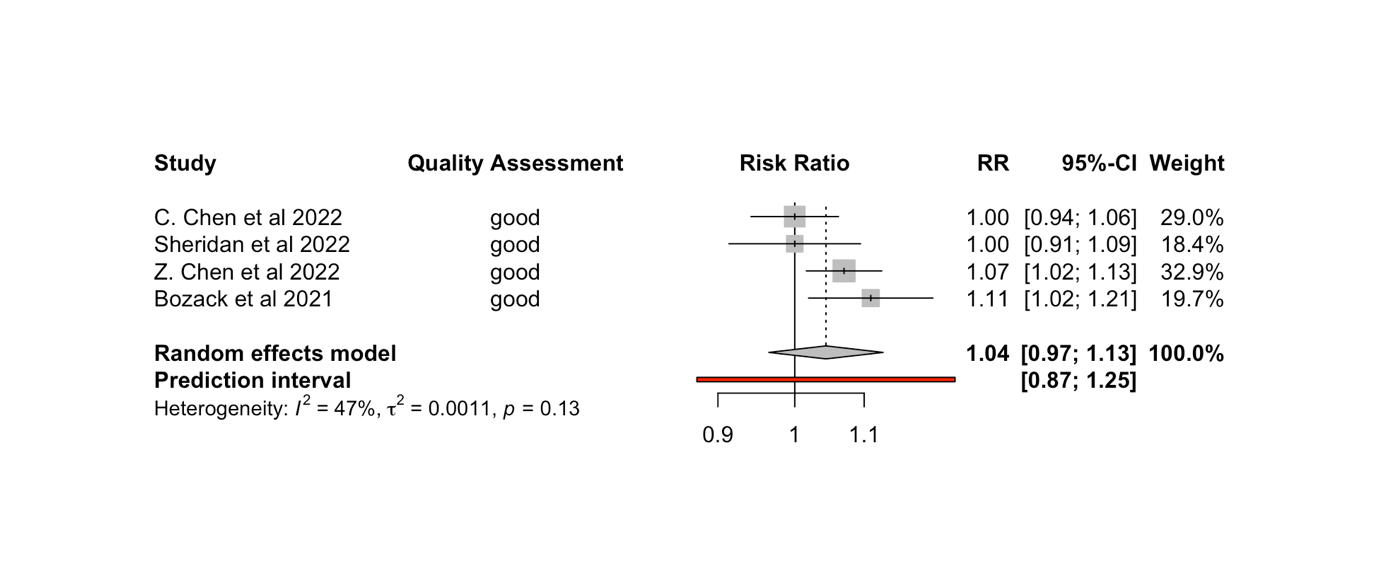 Study Quality Assessment Risk Ratio RR 95%-CI Weight
C. Chen et al 2022 good 1.00 [0.94; 1.06] 29.0%
Sheridan et al 2022 good 1.00 [0.91; 1.09] 18.4%
Z. Chen et al 2022 good 1.07 [1.02; 1.13] 32.9%
Bozack et al 2021 good 1.11 [1.02; 1.21] 19.7%
Random effects model 1.04 [0.97; 1.13] 100.0%
Prediction interval [0.87; 1.25]
Heterogeneity: I² = 47%, τ² = 0.0011, p = 0.13
0.9 1 1.1